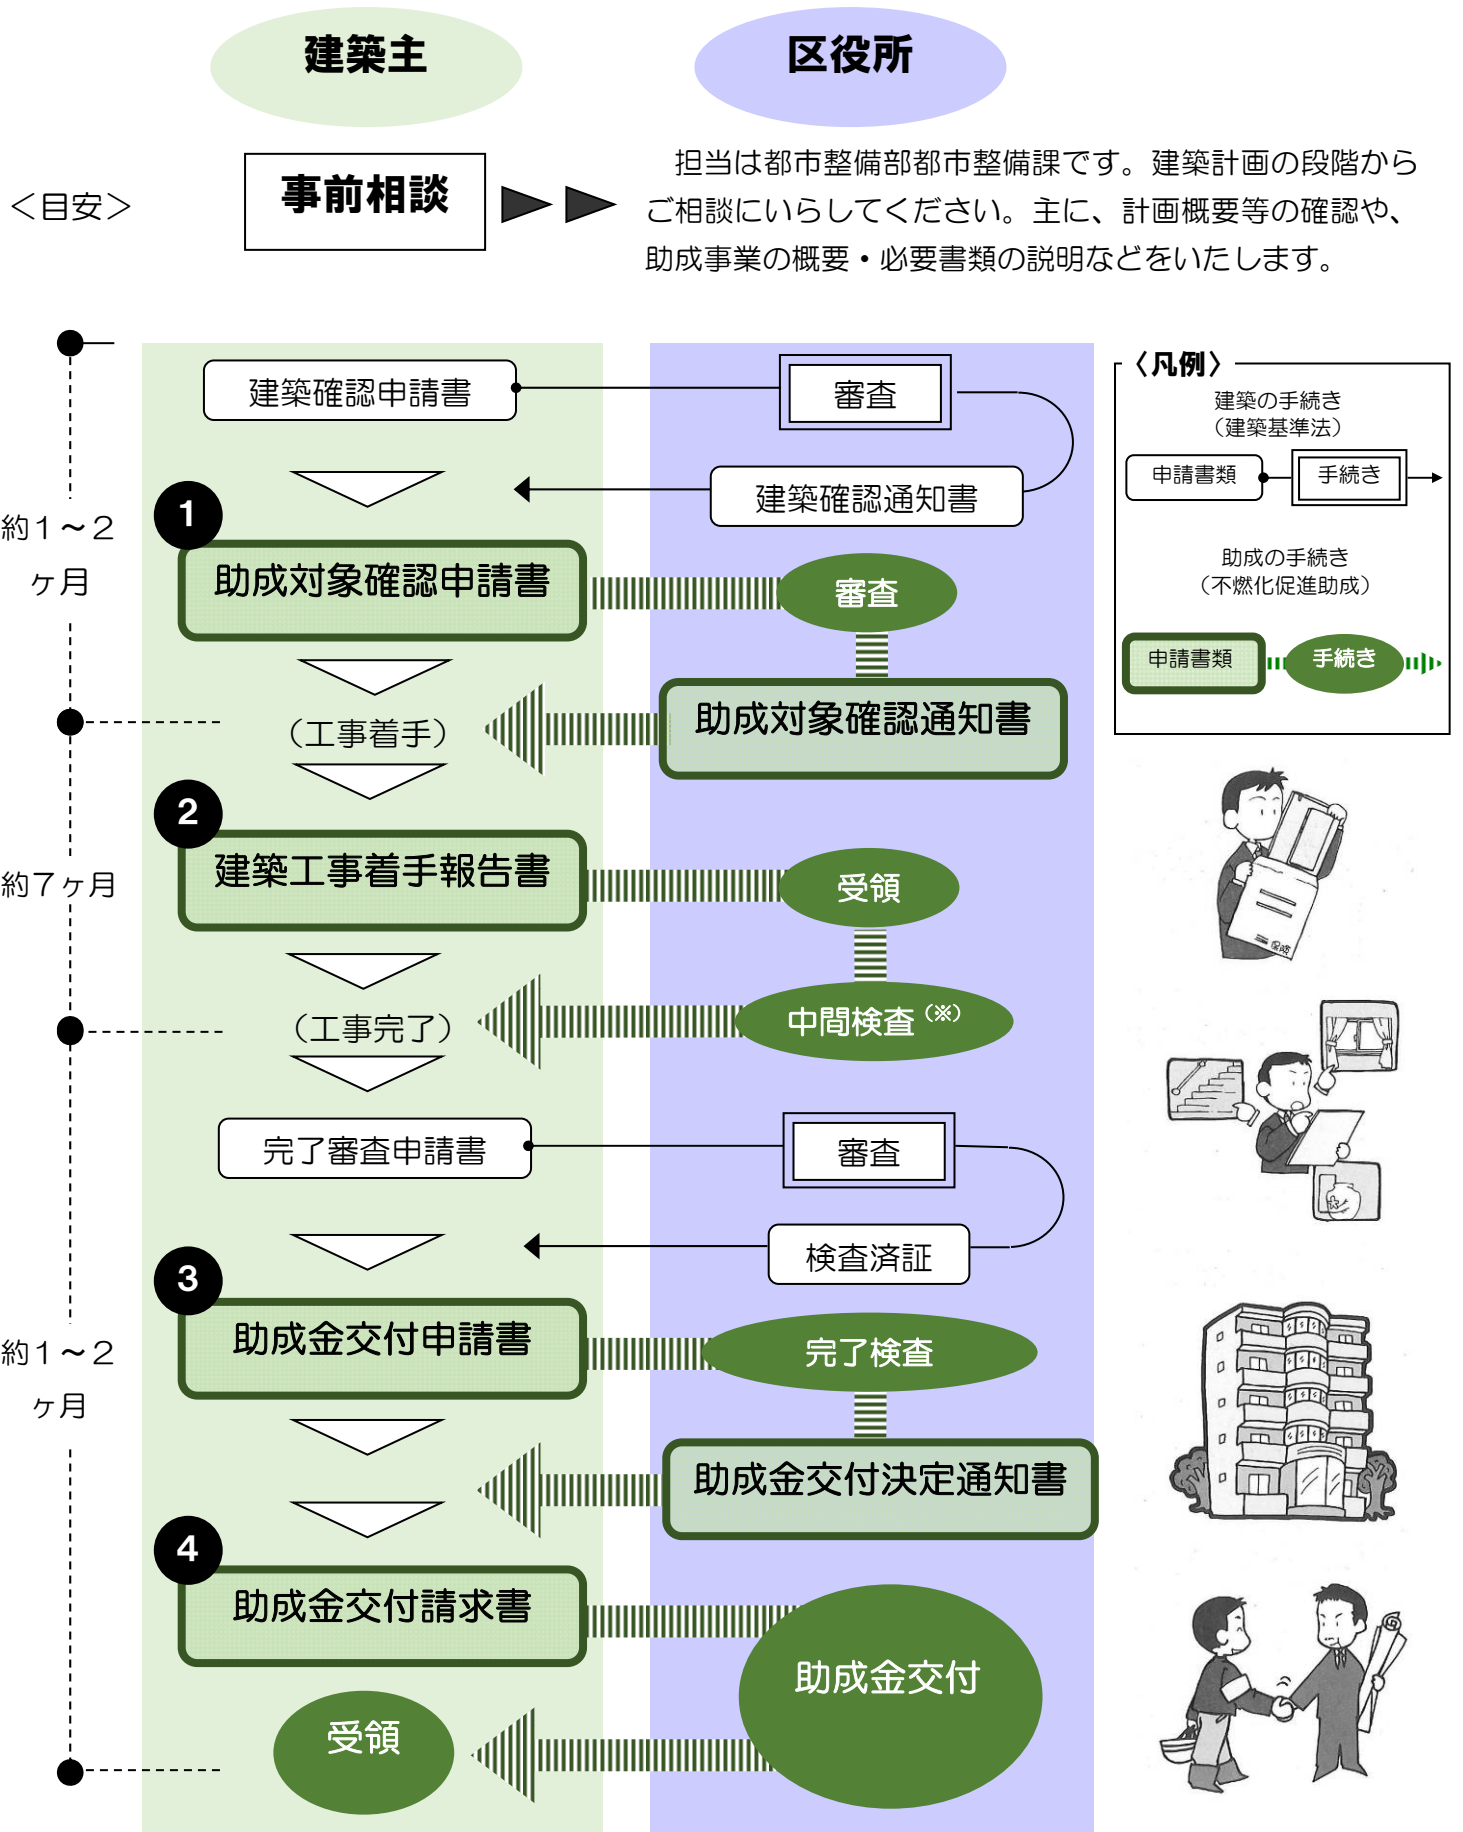 建築主
区役所
＜目安＞
事前相談
担当は都市整備部都市整備課です。建築計画の段階から
ご相談にいらしてください。主に、計画概要等の確認や、
助成事業の概要・必要書類の説明などをいたします。
建築確認申請書
審査
建築確認通知書
〈凡例〉
建築の手続き
（建築基準法）
申請書類
手続き
助成の手続き
（不燃化促進助成）
申請書類
手続き
約１～２
ヶ月
1
助成対象確認申請書
審査
助成対象確認通知書
（工事着手）
約７ヶ月
2
建築工事着手報告書
受領
中間検査（※）
（工事完了）
完了審査申請書
審査
検査済証
約１～２
ヶ月
3
助成金交付申請書
完了検査
助成金交付決定通知書
4
助成金交付請求書
助成金交付
受領